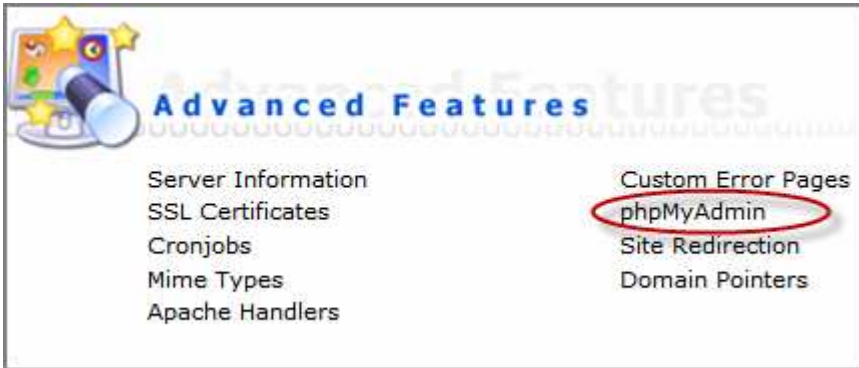 Advanced Features
Server Information
SSL Certificates
Cronjobs
Mime Types
Apache Handlers
Custom Error Pages
phpMyAdmin
Site Redirection
Domain Pointers